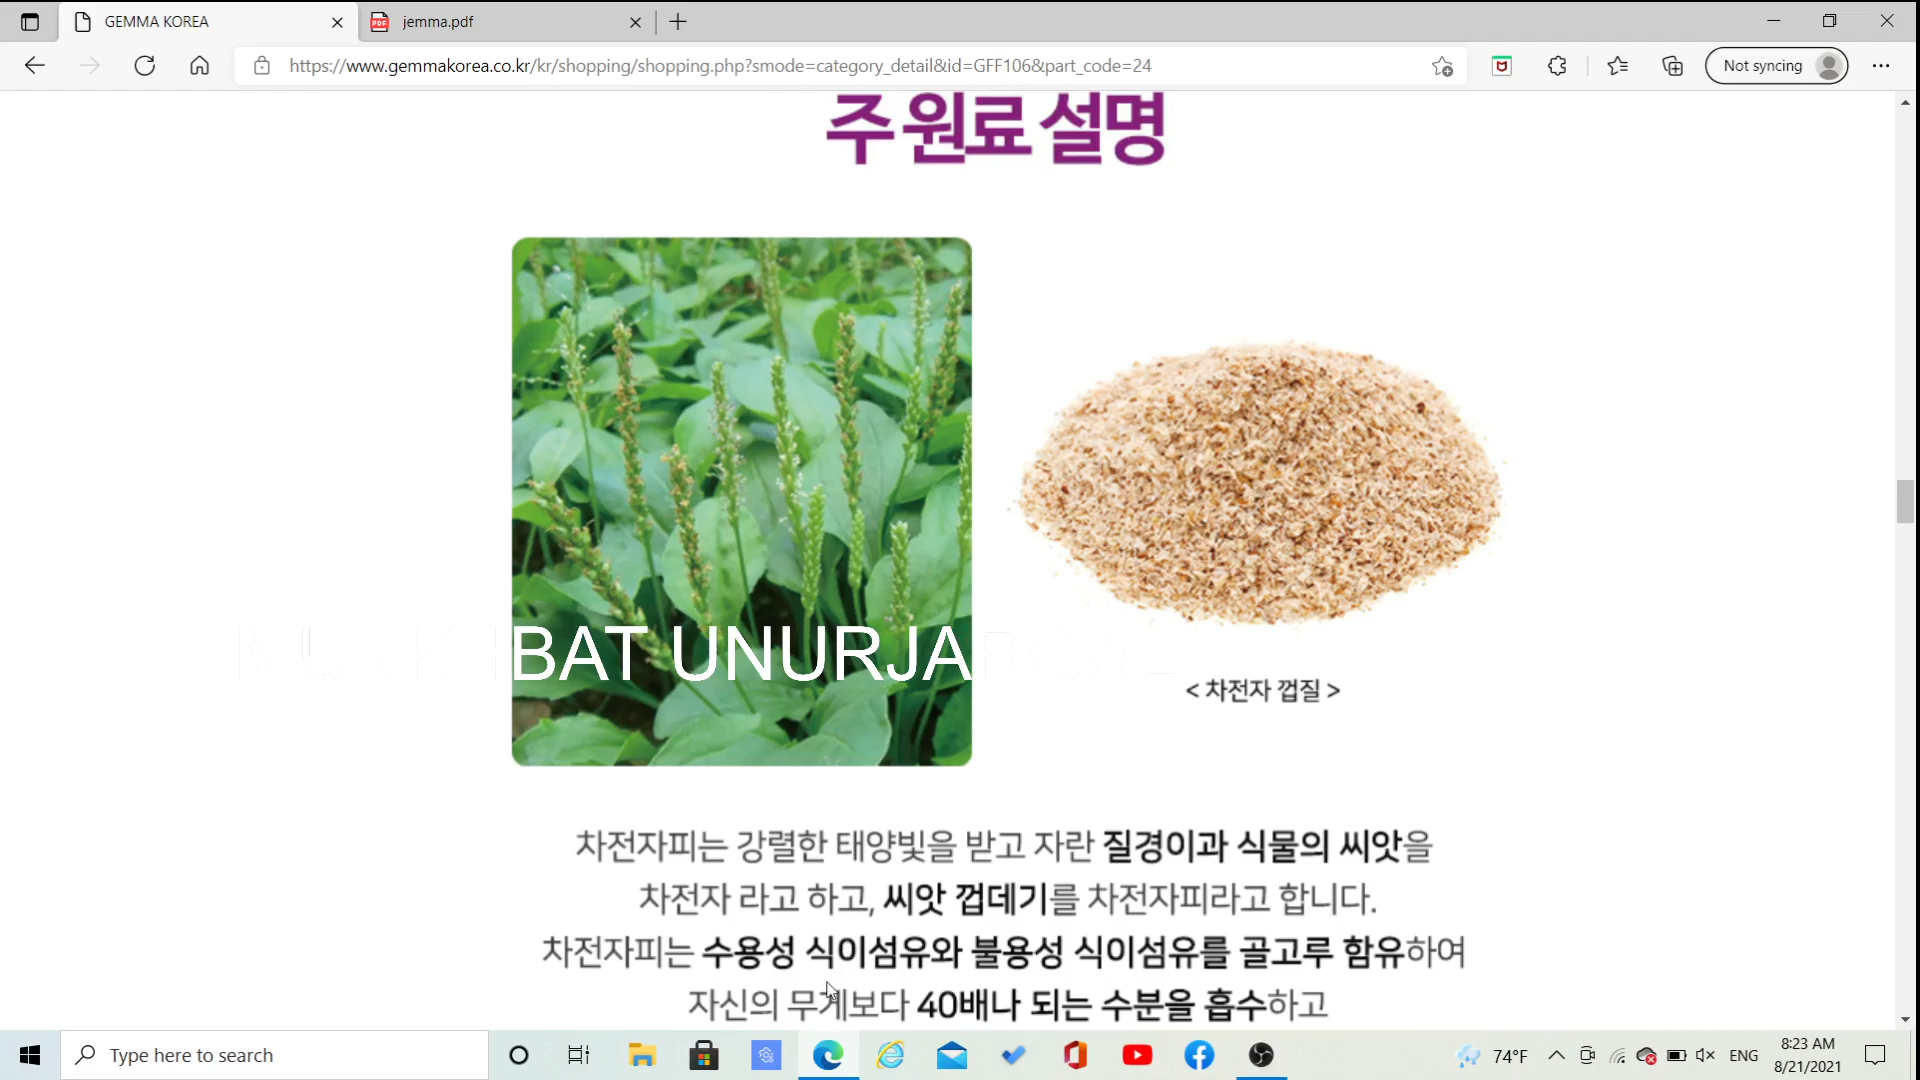 GEMMA KOREA
jemma.pdf
https://www.gemmakorea.co.kr/kr/shopping/shopping.php?smode=category_detail&id=GFF106&part_code=24
Not syncing
주 원료 설명
BAT UNURJA
< 차전자 껍질 >
차전자피는 강렬한 태양빛을 받고 자란 질경이과 식물의 씨앗을
차전자 라고 하고, 씨앗 껍데기를 차전자피라고 합니다.
차전자피는 수용성 식이섬유와 불용성 식이섬유를 골고루 함유하여
자신의 무게보다 40배나 되는 수분을 흡수하고
Type here to search
74°F
ENG
8:23 AM
8/21/2021